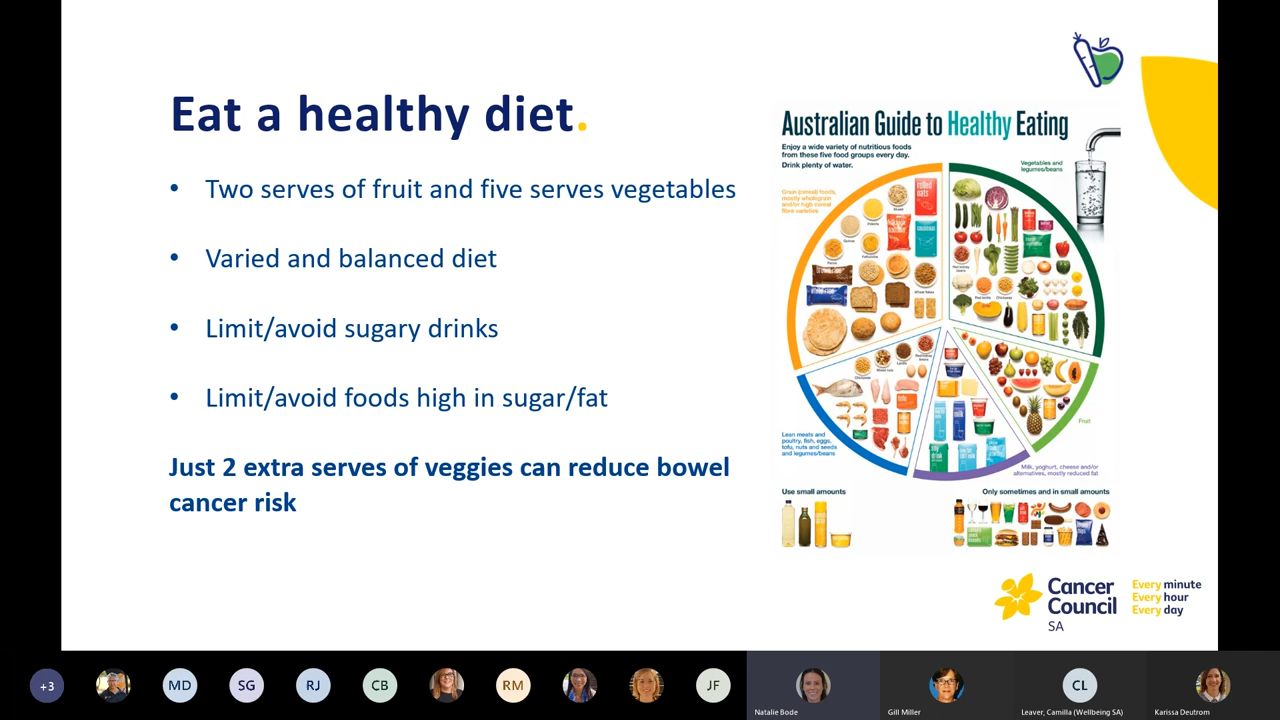 Eat a healthy diet.
• Two serves of fruit and five serves vegetables
• Varied and balanced diet
• Limit/avoid sugary drinks
• Limit/avoid foods high in sugar/fat
Just 2 extra serves of veggies can reduce bowel
cancer risk
Australian Guide to Healthy Eating
Enjoy a wide variety of nutritious foods
from these five food groups every day.
Drink plenty of water.
Grain (cereal) foods,
mostly wholegrain
and/or high cereal
fibre varieties
Vegetables and
legumes/beans
Lean meats and
poultry, fish, eggs,
tofu, nuts and seeds
and legumes/beans
Fruit
Milk, yoghurt, cheese and/or
alternatives, mostly reduced fat
Use small amounts
Only sometimes and in small amounts
Cancer
Council
SA
Every minute
Every hour
Every day
+3
MD
SG
RJ
CB
RM
JF
CL
Natalie Bode
Gill Miller
Leaver, Camilla (Wellbeing SA)
Karissa Deutrom